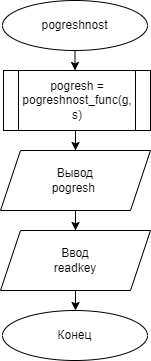 pogreshnost
pogresh =
pogreshnost_func(g,
s)
Вывод
pogresh
Ввод
readkey
Конец